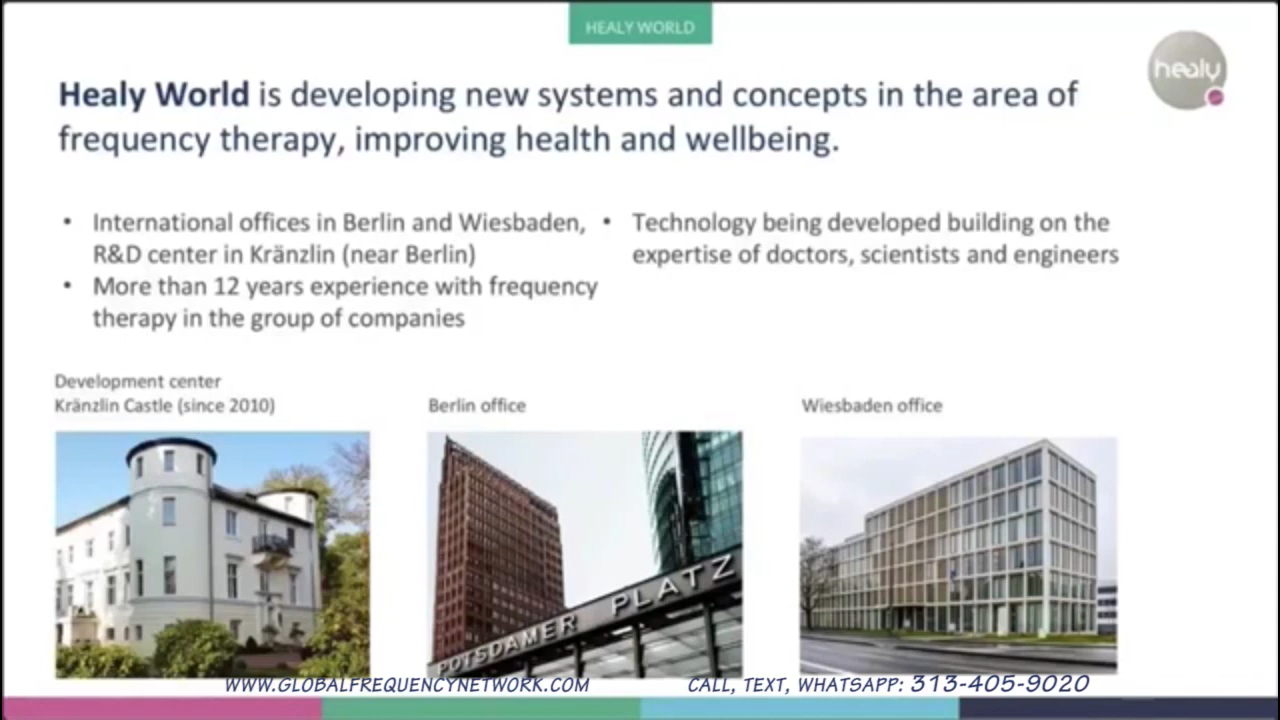 HEALY WORLD
healy
Healy World is developing new systems and concepts in the area of
frequency therapy, improving health and wellbeing.
• International offices in Berlin and Wiesbaden,
R&D center in Kränzlin (near Berlin)
• More than 12 years experience with frequency
therapy in the group of companies
• Technology being developed building on the
expertise of doctors, scientists and engineers
Development center
Kränzlin Castle (since 2010)
Berlin office
Wiesbaden office
POTSDAMER PLATZ
WWW.GLOBALFREQUENCYNETWORK.COM
CALL, TEXT, WHATSAPP: 313-405-9020